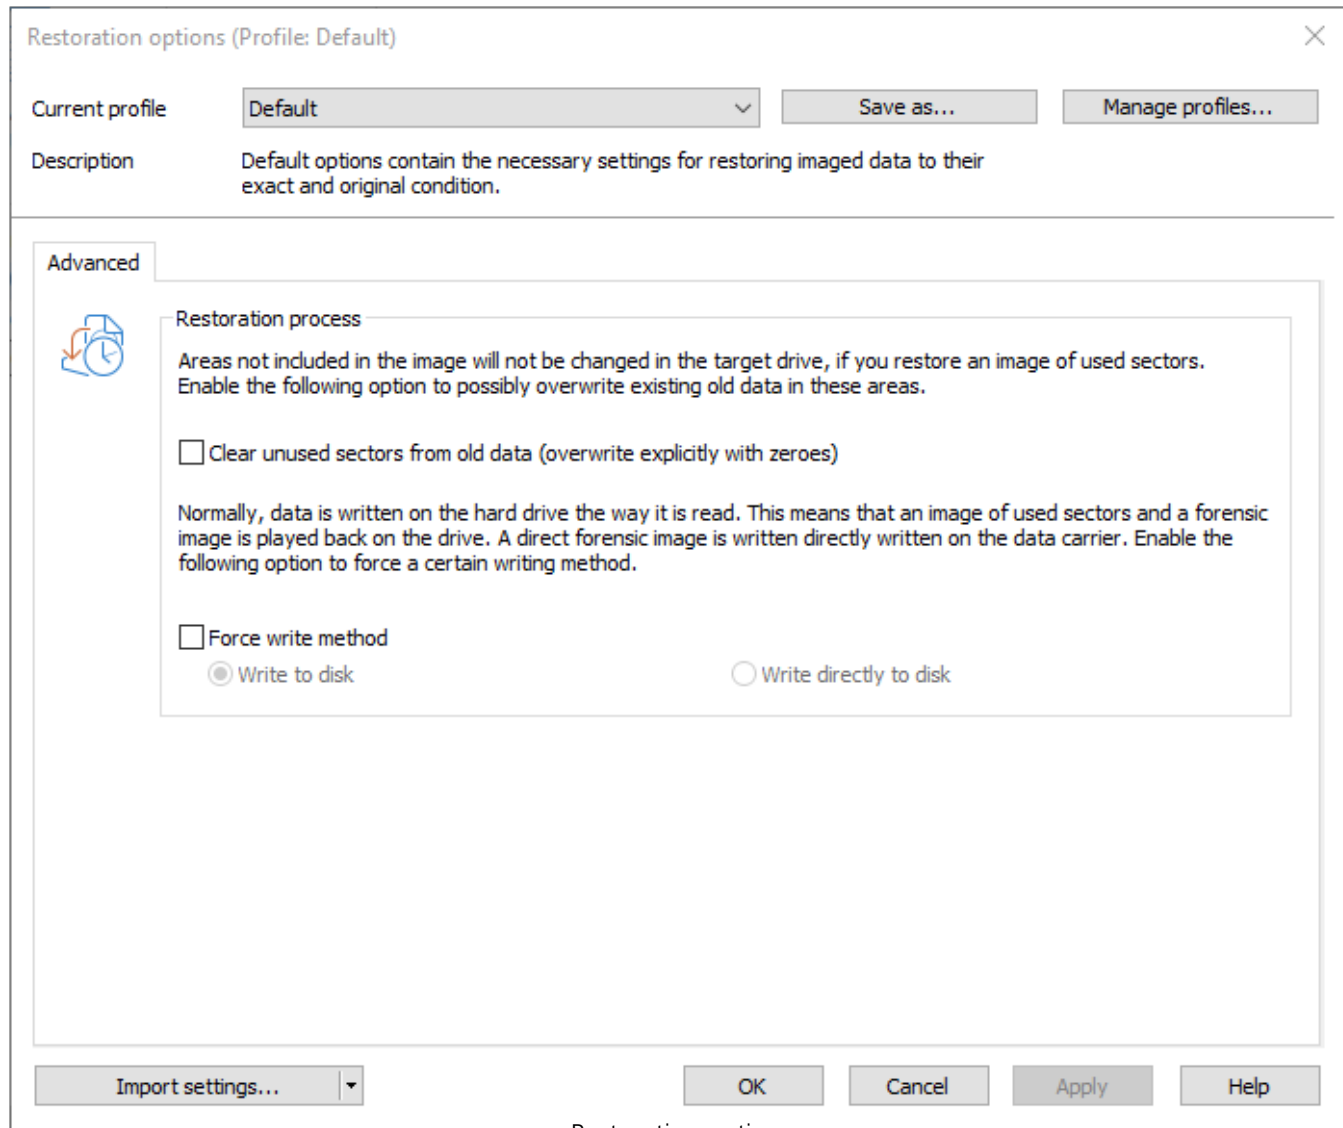 Restoration options (Profile: Default)
Current profile
Default
Save as...
Manage profiles...
Description
Default options contain the necessary settings for restoring imaged data to their
exact and original condition.
Advanced
Restoration process
Areas not included in the image will not be changed in the target drive, if you restore an image of used sectors.
Enable the following option to possibly overwrite existing old data in these areas.
Clear unused sectors from old data (overwrite explicitly with zeroes)
Normally, data is written on the hard drive the way it is read. This means that an image of used sectors and a forensic
image is played back on the drive. A direct forensic image is written directly written on the data carrier. Enable the
following option to force a certain writing method.
Force write method
Write to disk
Write directly to disk
Import settings...
OK
Cancel
Apply
Help